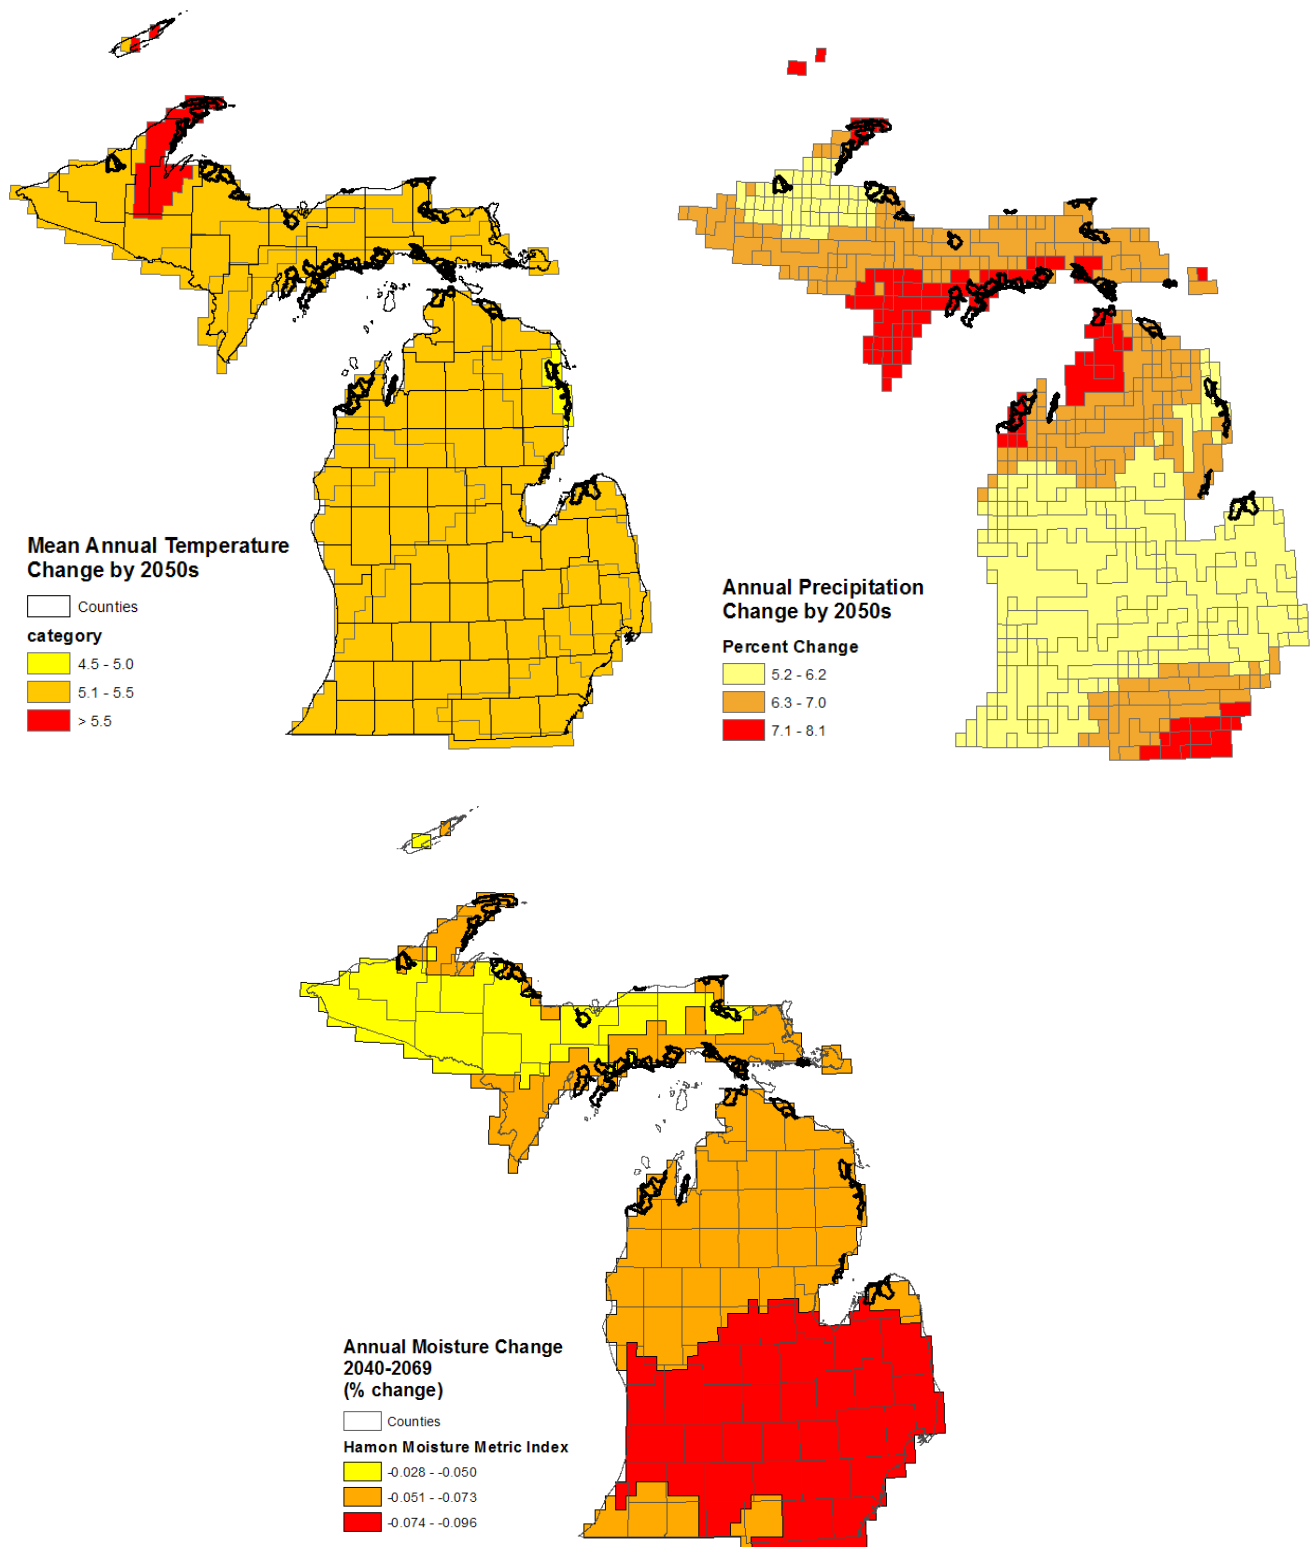 Mean Annual Temperature
Change by 2050s
Counties
category
4.5 - 5.0
5.1 - 5.5
> 5.5
Annual Precipitation
Change by 2050s
Percent Change
5.2 - 6.2
6.3 - 7.0
7.1 - 8.1
Annual Moisture Change
2040-2069
(% change)
Counties
Hamon Moisture Metric Index
-0.028 - -0.050
-0.051 - -0.073
-0.074 - -0.096